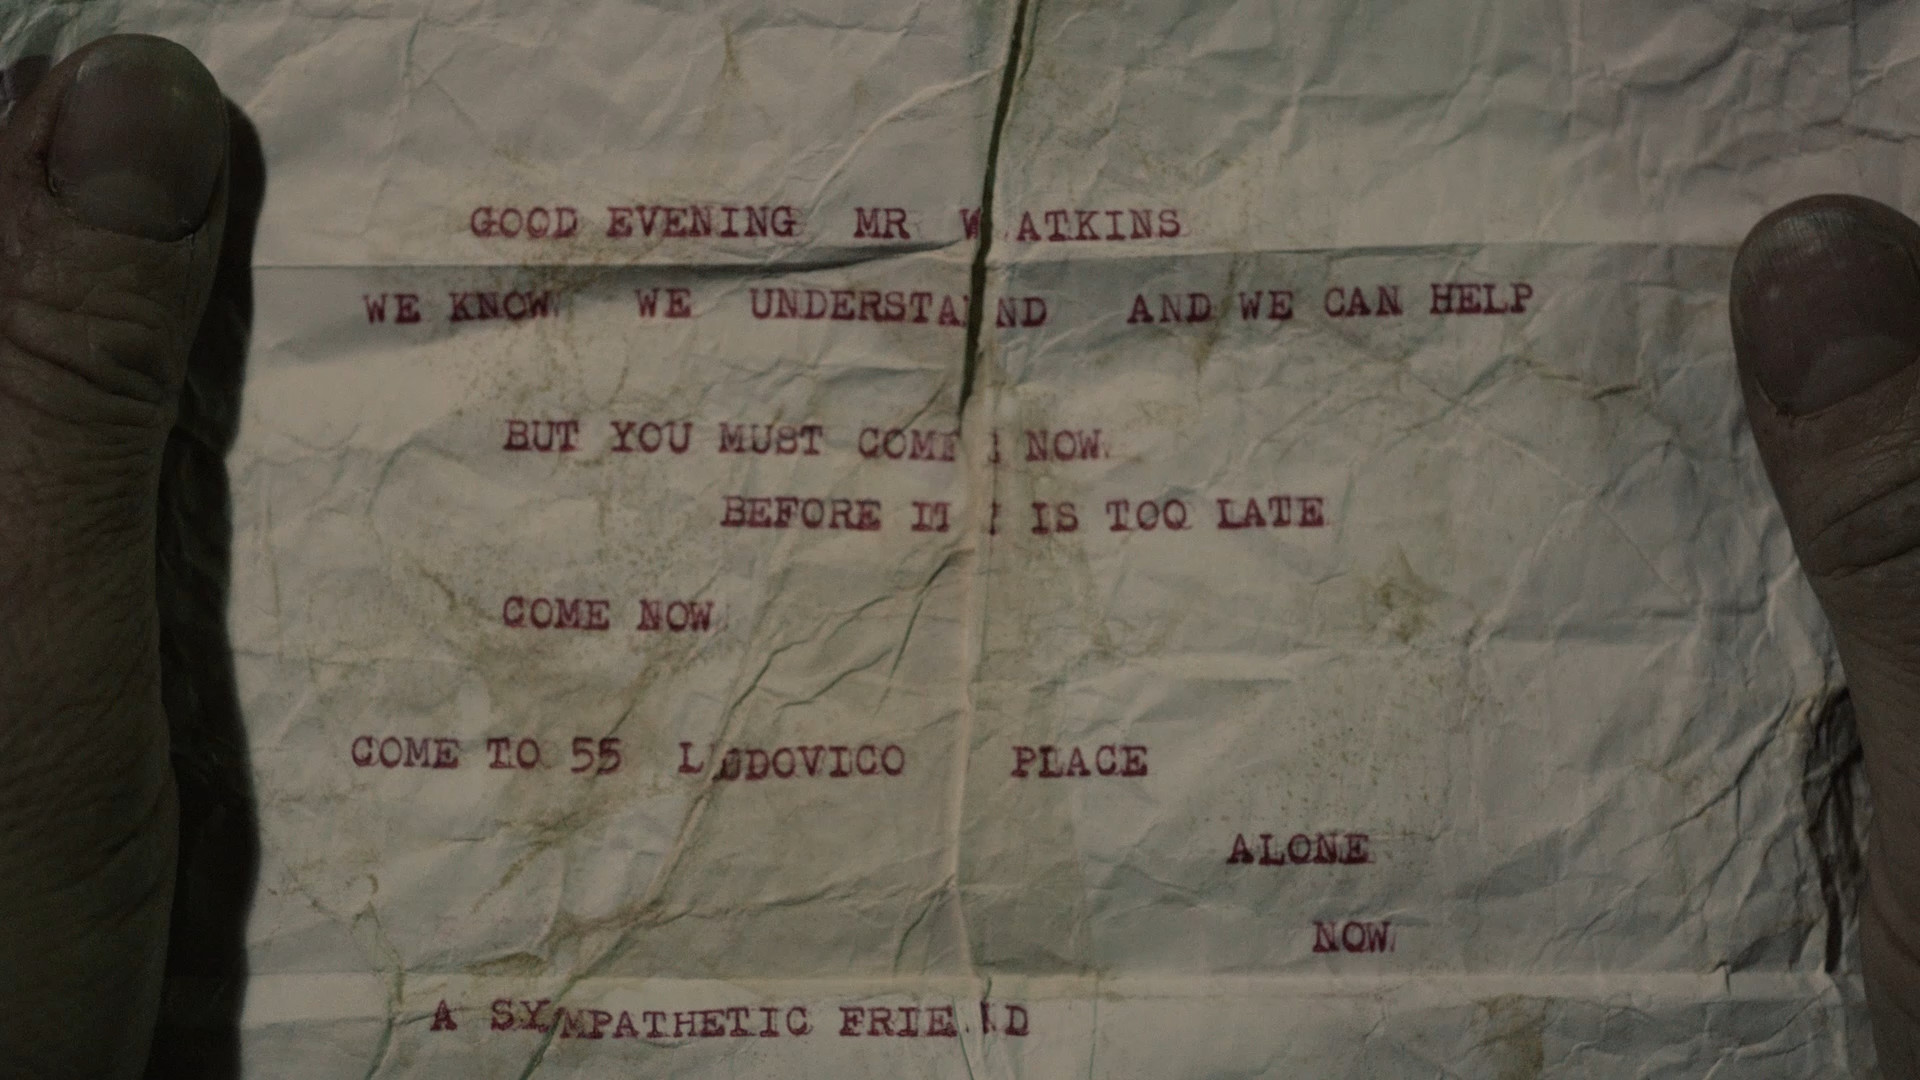 GOOD EVENING MR WATKINS
WE KNOW WE UNDERSTAND AND WE CAN HELP
BUT YOU MUST COME NOW
BEFORE IT IS TOO LATE
COME NOW
COME TO 55 LUDOVICO PLACE
ALONE
NOW
A SYMPATHETIC FRIEND